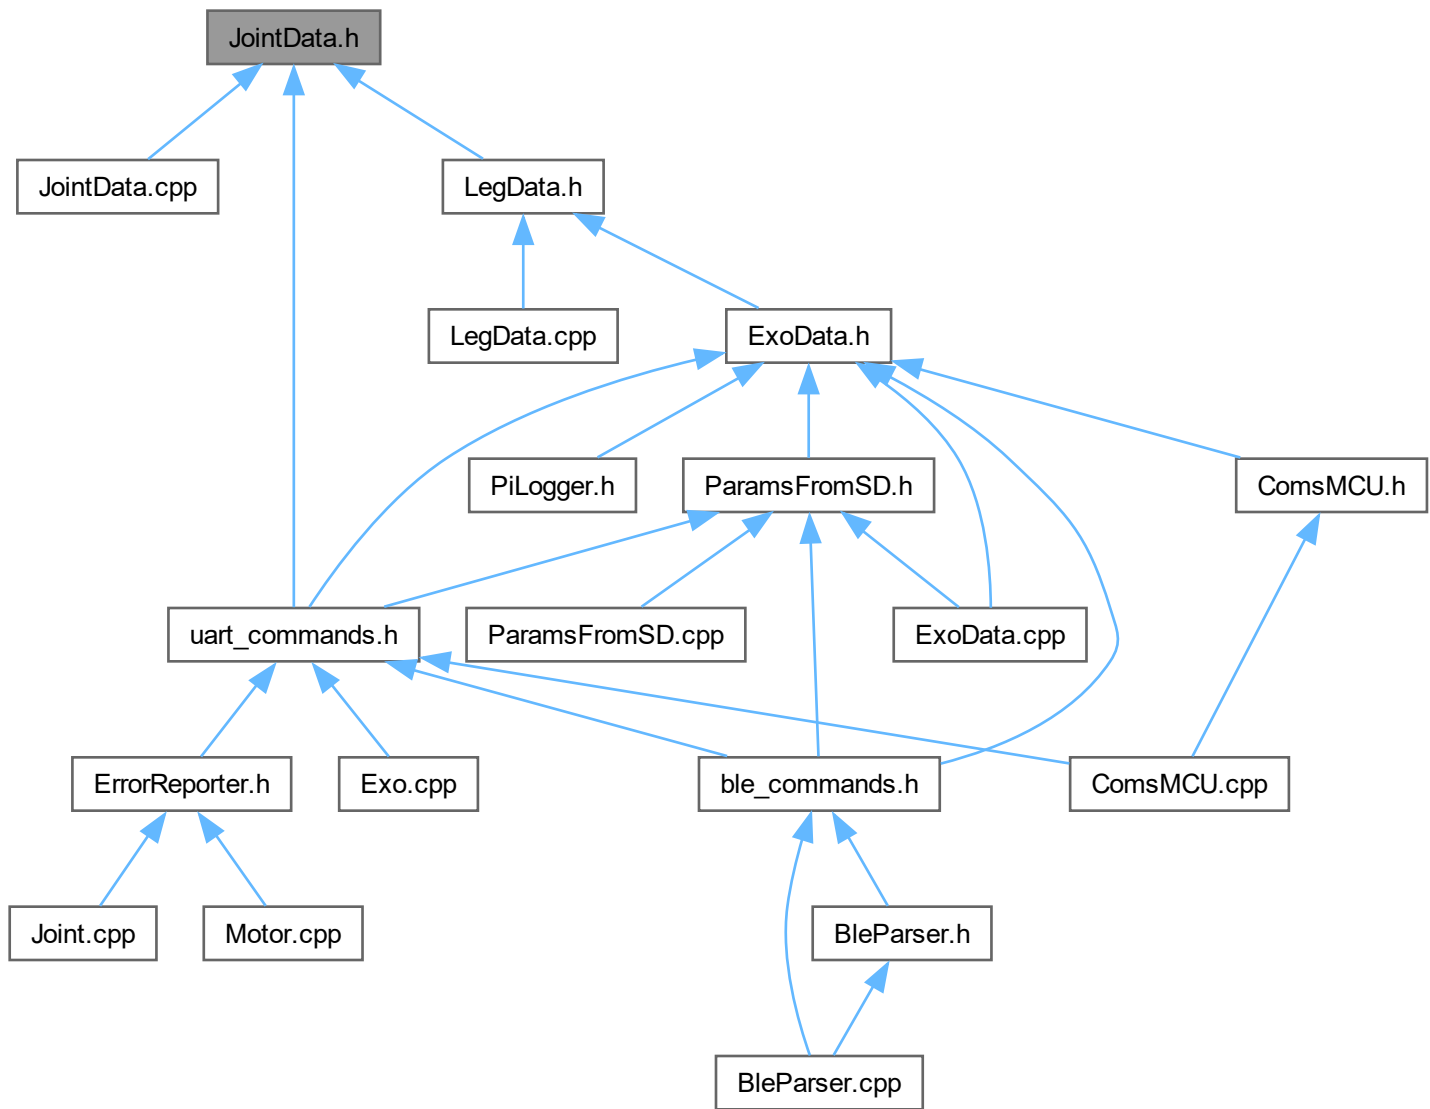 JointData.h
JointData.cpp
LegData.h
LegData.cpp
ExoData.h
PiLogger.h
ParamsFromSD.h
ComsMCU.h
uart_commands.h
ParamsFromSD.cpp
ExoData.cpp
ErrorReporter.h
Exo.cpp
ble_commands.h
ComsMCU.cpp
Joint.cpp
Motor.cpp
BleParser.h
BleParser.cpp